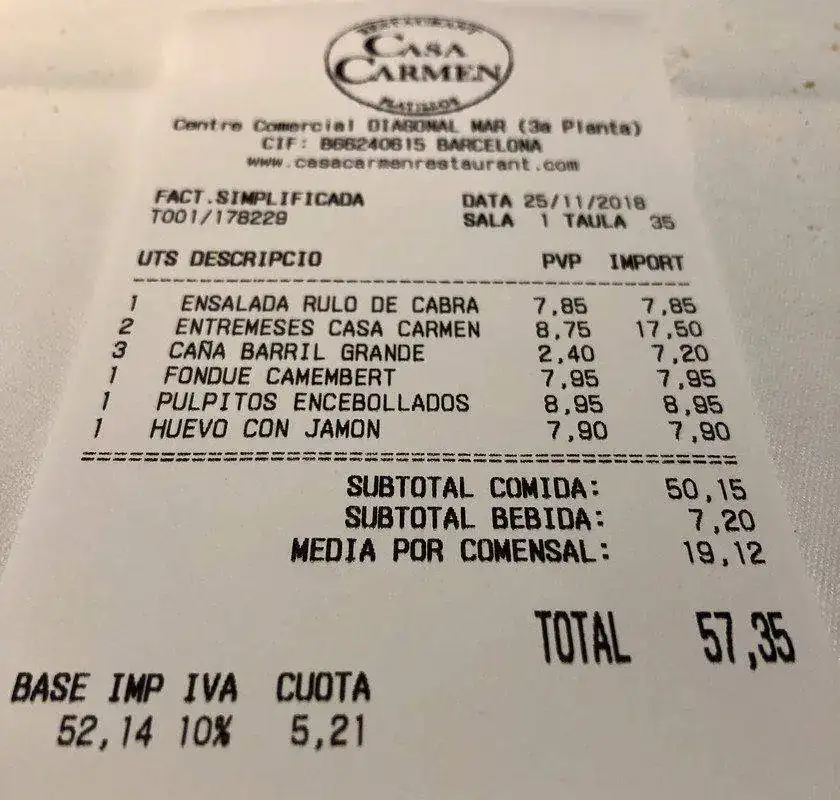 RESTAURANT
CASA
CARMEN
PLATILLOS
Centre Comercial DIAGONAL MAR (3a Planta)
CIF: B66240615 BARCELONA
www.casacarmenrestaurant.com
FACT.SIMPLIFICADA DATA 25/11/2018
T001/178229 SALA 1 TAULA 35
UTS DESCRIPCIO PVP IMPORT
1 ENSALADA RULO DE CABRA 7,85 7,85
2 ENTREMESES CASA CARMEN 8,75 17,50
3 CAÑA BARRIL GRANDE 2,40 7,20
1 FONDUE CAMEMBERT 7,95 7,95
1 PULPITOS ENCEBOLLADOS 8,95 8,95
1 HUEVO CON JAMON 7,90 7,90
SUBTOTAL COMIDA: 50,15
SUBTOTAL BEBIDA: 7,20
MEDIA POR COMENSAL: 19,12
TOTAL 57,35
BASE IMP IVA CUOTA
52,14 10% 5,21